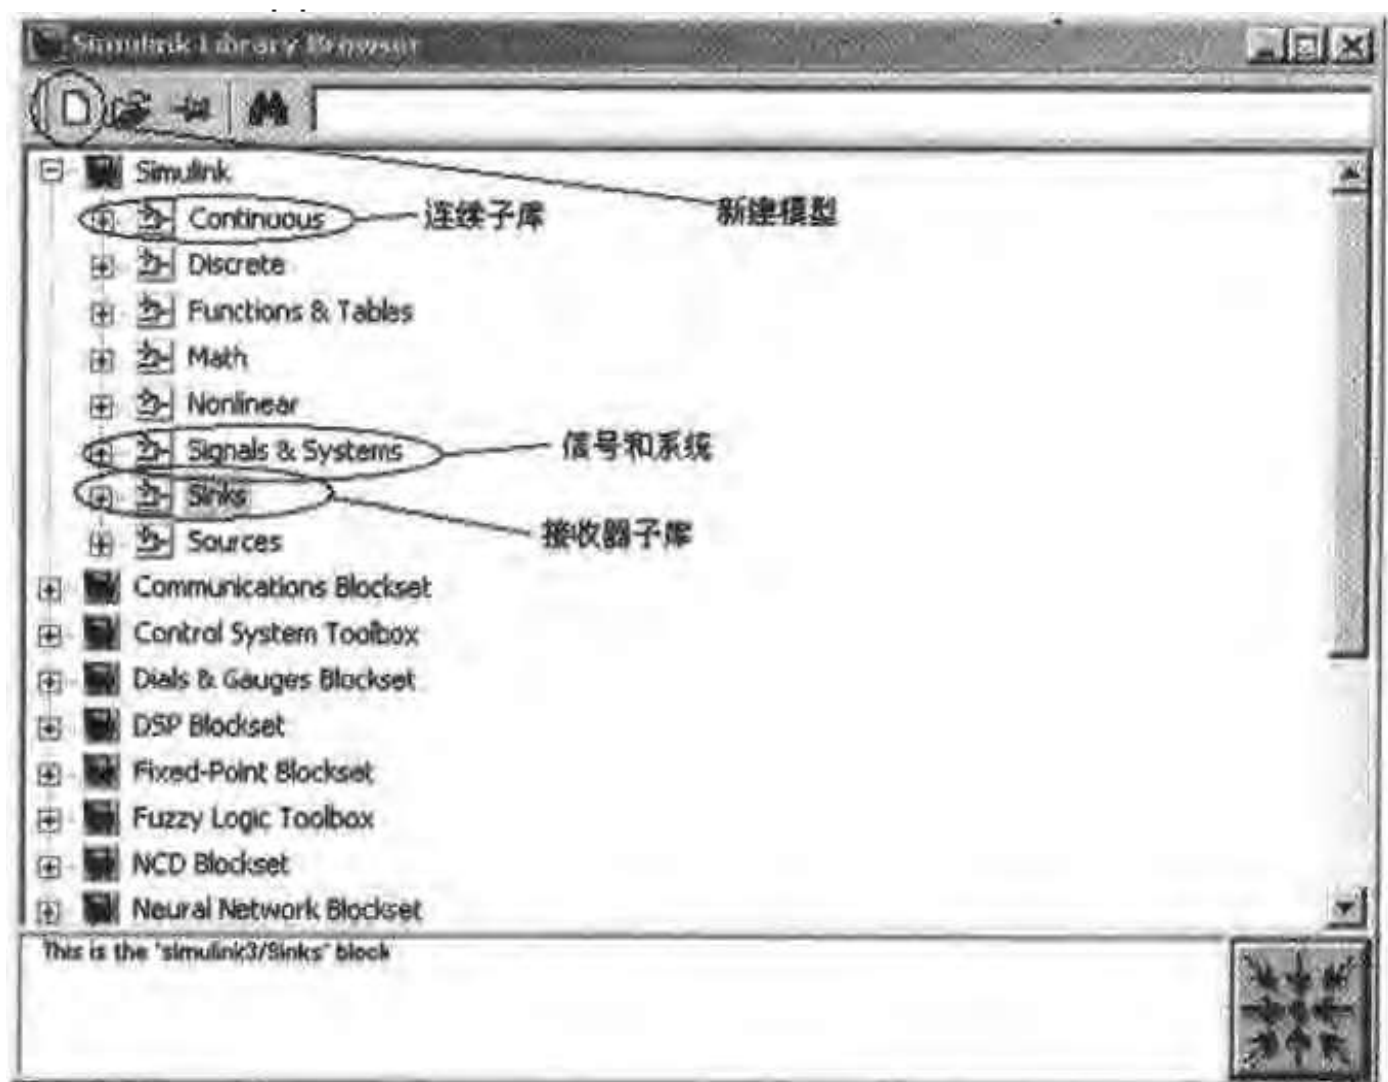 Simulink Library Browser
Simulink
新建模型
Continuous
连续子库
Discrete
Functions & Tables
Math
Nonlinear
Signals & Systems
信号和系统
Sinks
接收器子库
Sources
Communications Blockset
Control System Toolbox
Dials & Gauges Blockset
DSP Blockset
Fixed-Point Blockset
Fuzzy Logic Toolbox
NCD Blockset
Neural Network Blockset
This is the 'simulink3/Sinks' block